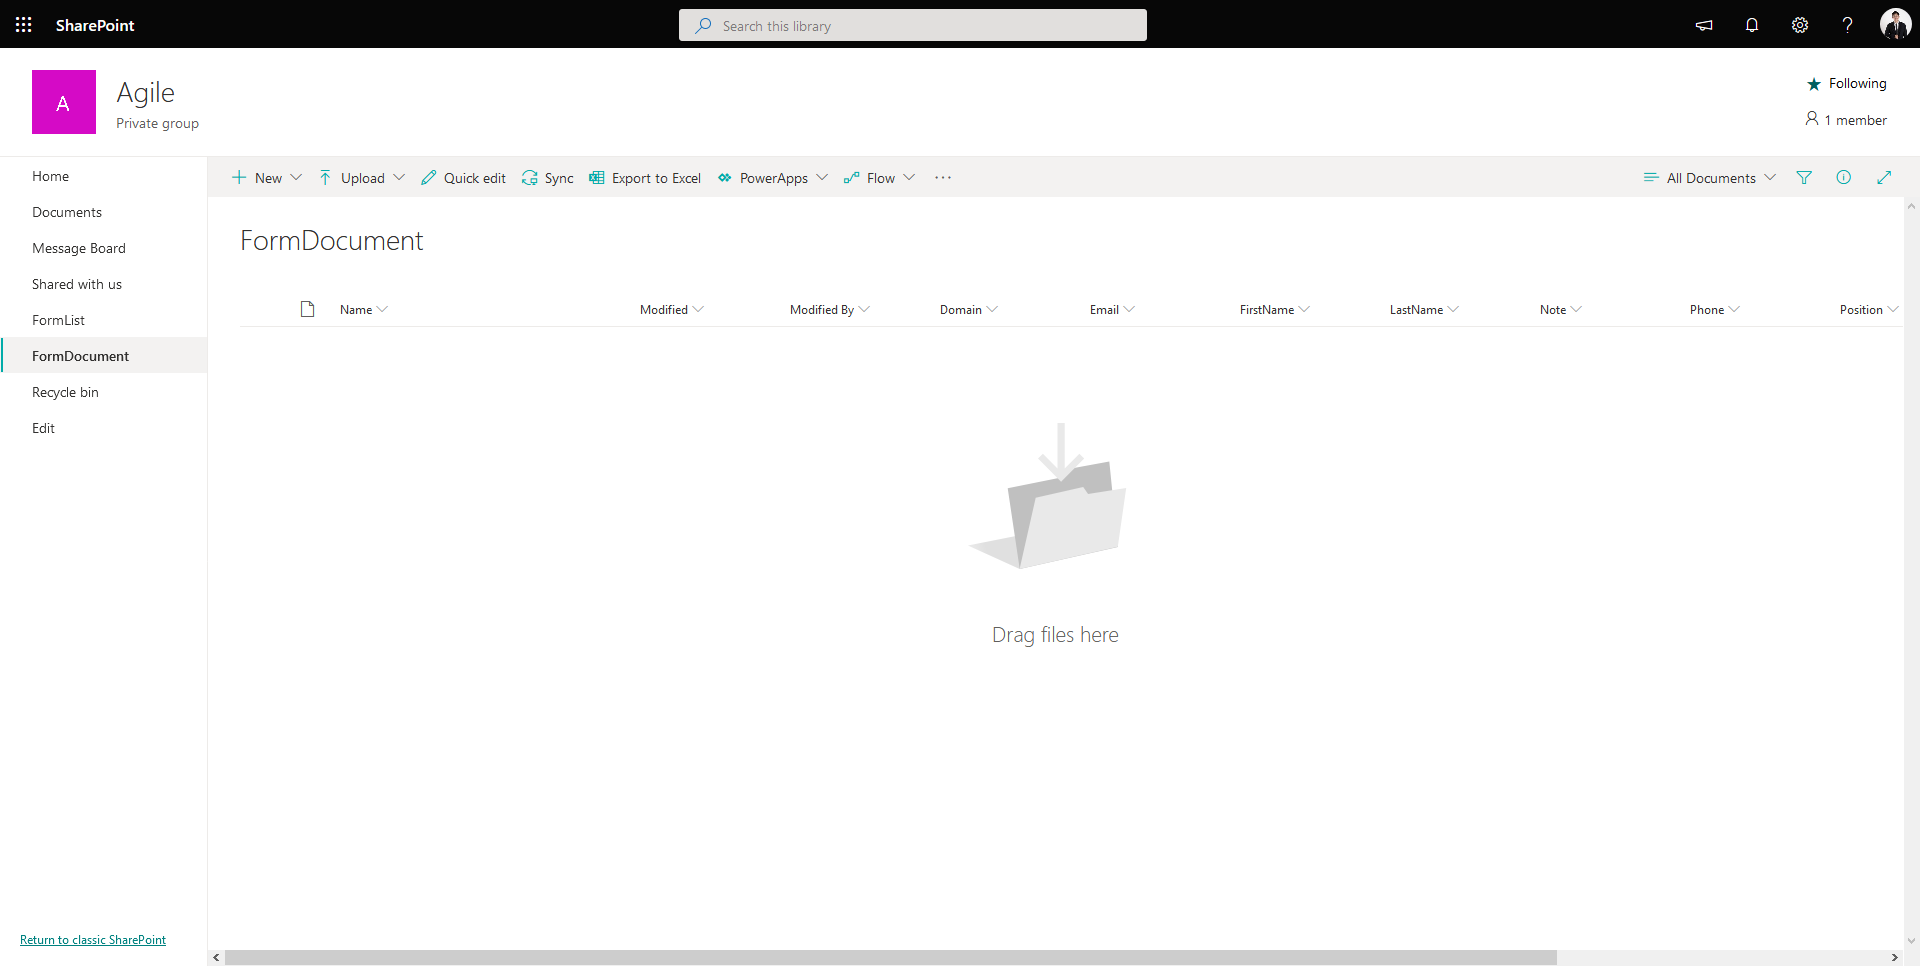 SharePoint
Search this library
A
Agile
Private group
Following
1 member
Home
Documents
Message Board
Shared with us
FormList
FormDocument
Recycle bin
Edit
Return to classic SharePoint
New Upload Quick edit Sync Export to Excel PowerApps Flow ... All Documents
FormDocument
Name Modified Modified By Domain Email FirstName LastName Note Phone Position
Drag files here